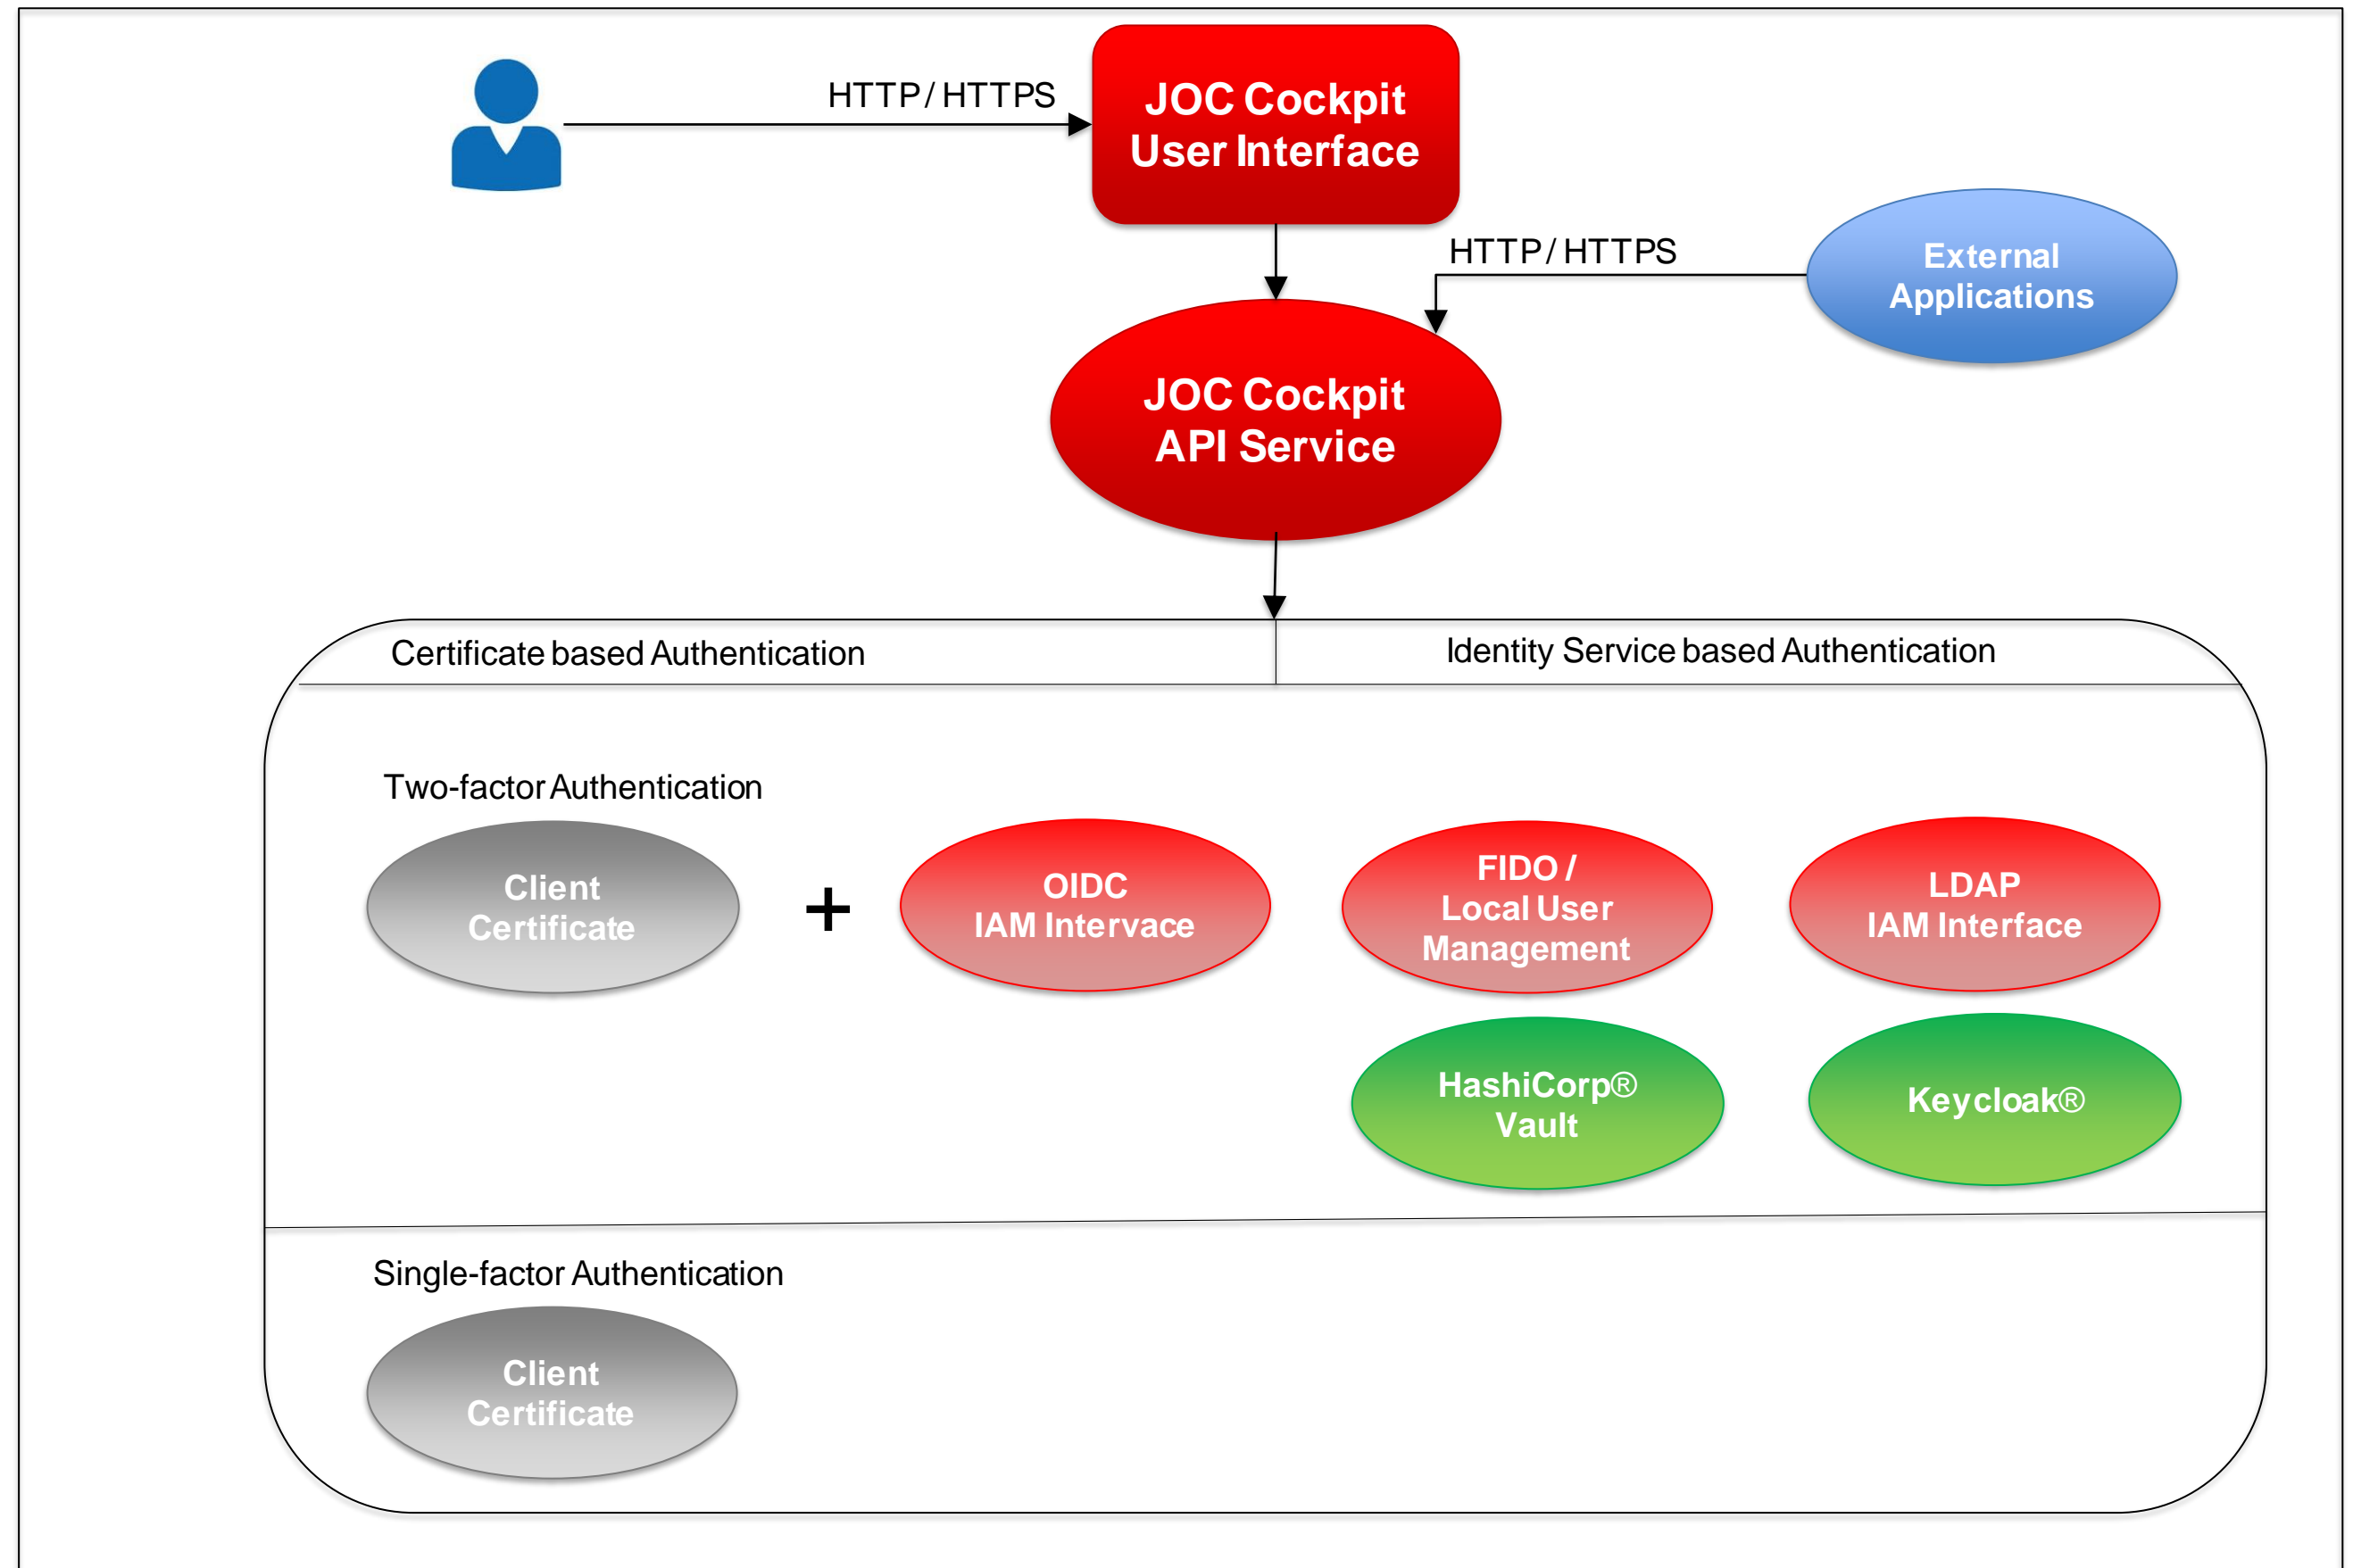 HTTP / HTTPS
JOC Cockpit
User Interface
HTTP / HTTPS
External
Applications
JOC Cockpit
API Service
Certificate based Authentication
Identity Service based Authentication
Two-factor Authentication
Client
Certificate
+
OIDC
IAM Intervace
FIDO /
Local User
Management
LDAP
IAM Interface
HashiCorp®
Vault
Keycloak®
Single-factor Authentication
Client
Certificate